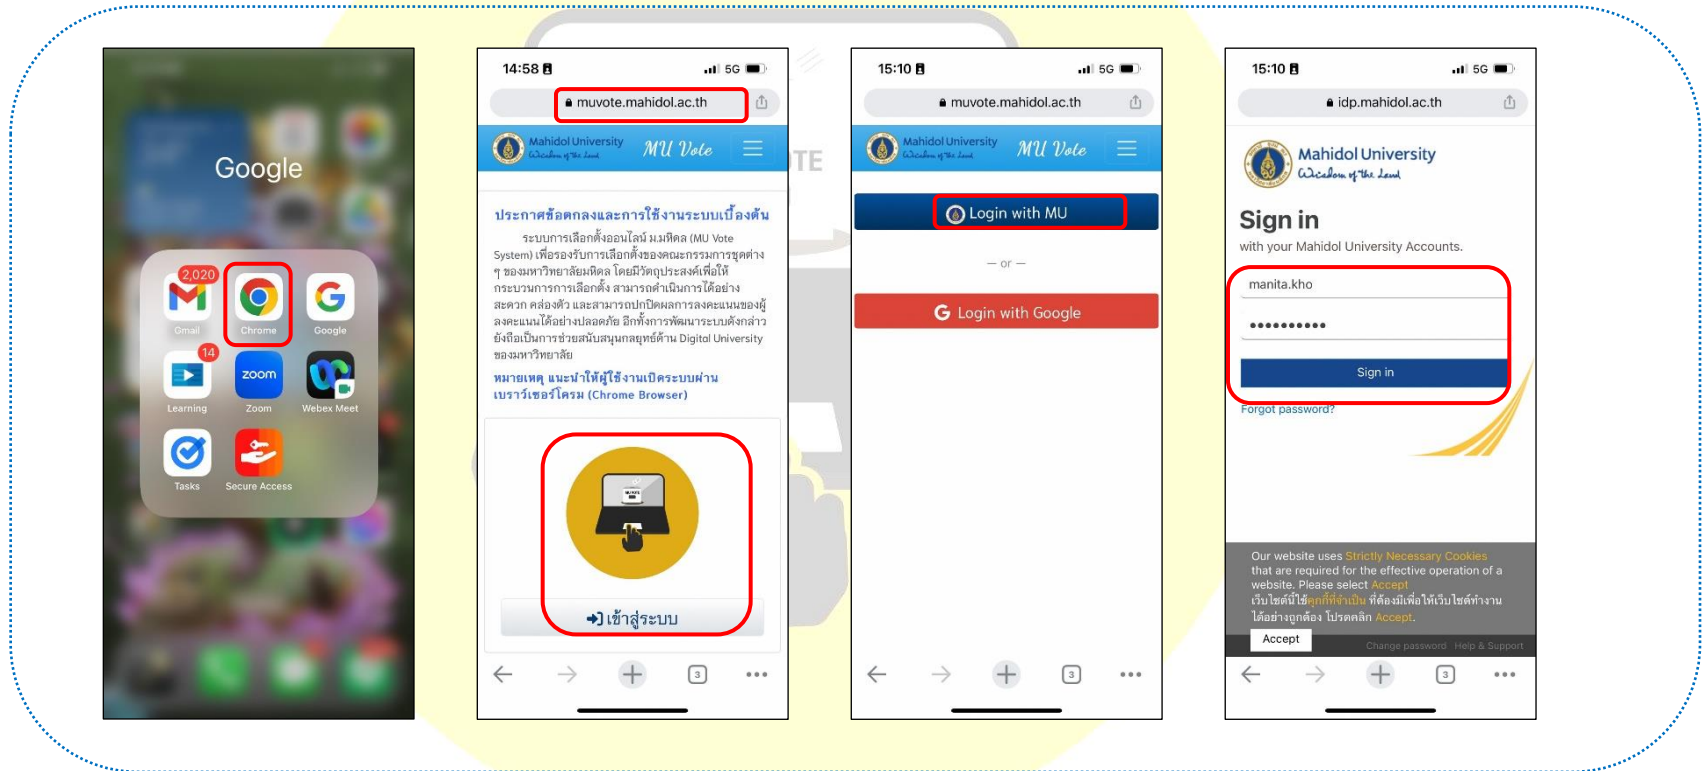 Google
2,020
Gmail
Chrome
Google
14
zoom
Learning
Zoom
Webex Meet
Tasks
Secure Access
14:58
5G
muvote.mahidol.ac.th
Mahidol University
Wisdom of the Land
MU Vote
ประกาศข้อตกลงและการใช้งานระบบเบื้องต้น
ระบบการเลือกตั้งออนไลน์ ม.มหิดล (MU Vote
System) เพื่อรองรับการเลือกตั้งของคณะกรรมการชุดต่าง
ๆ ของมหาวิทยาลัยมหิดล โดยมีวัตถุประสงค์เพื่อให้
กระบวนการการเลือกตั้ง สามารถดำเนินการได้อย่าง
สะดวก คล่องตัว และสามารถปกปิดผลการลงคะแนนของผู้
ลงคะแนนได้อย่างปลอดภัย อีกทั้งการพัฒนาระบบดังกล่าว
ยังถือเป็นการช่วยสนับสนุนกลยุทธ์ด้าน Digital University
ของมหาวิทยาลัย
หมายเหตุ แนะนำให้ผู้ใช้งานเปิดระบบผ่าน
เบราว์เซอร์โครม (Chrome Browser)
เข้าสู่ระบบ
3
TE
15:10
5G
muvote.mahidol.ac.th
Mahidol University
Wisdom of the Land
MU Vote
Login with MU
— or —
Login with Google
3
15:10
5G
idp.mahidol.ac.th
Mahidol University
Wisdom of the Land
Sign in
with your Mahidol University Accounts.
manita.kho
••••••••••
Sign in
Forgot password?
Our website uses Strictly Necessary Cookies
that are required for the effective operation of a
website. Please select Accept
เว็บไซต์นี้ใช้คุกกี้ที่จำเป็น ที่ต้องมีเพื่อให้เว็บไซต์ทำงาน
ได้อย่างถูกต้อง โปรดคลิก Accept.
Accept
Change password Help & Support
3